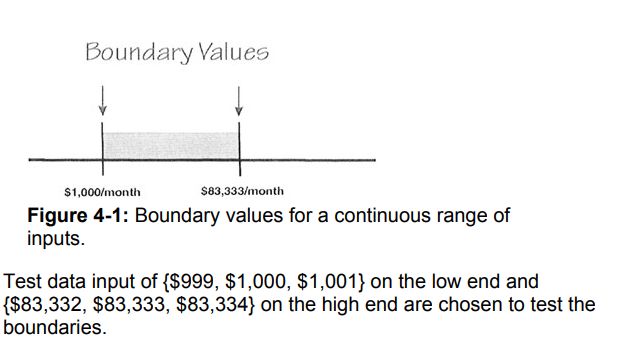 Boundary Values
$1,000/month
$83,333/month
Figure 4-1: Boundary values for a continuous range of
inputs.
Test data input of {$999, $1,000, $1,001} on the low end and
{$83,332, $83,333, $83,334} on the high end are chosen to test the
boundaries.